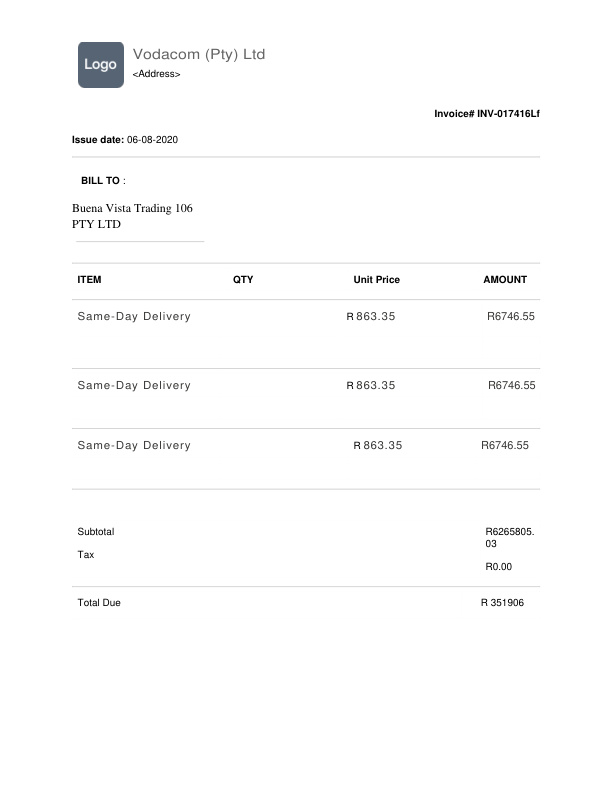 Logo
Vodacom (Pty) Ltd
<Address>
Invoice# INV-017416Lf
Issue date: 06-08-2020
BILL TO :
Buena Vista Trading 106
PTY LTD
ITEM QTY Unit Price AMOUNT
Same-Day Delivery R 863.35 R6746.55
Same-Day Delivery R 863.35 R6746.55
Same-Day Delivery R 863.35 R6746.55
Subtotal R6265805.
03
Tax
R0.00
Total Due R 351906